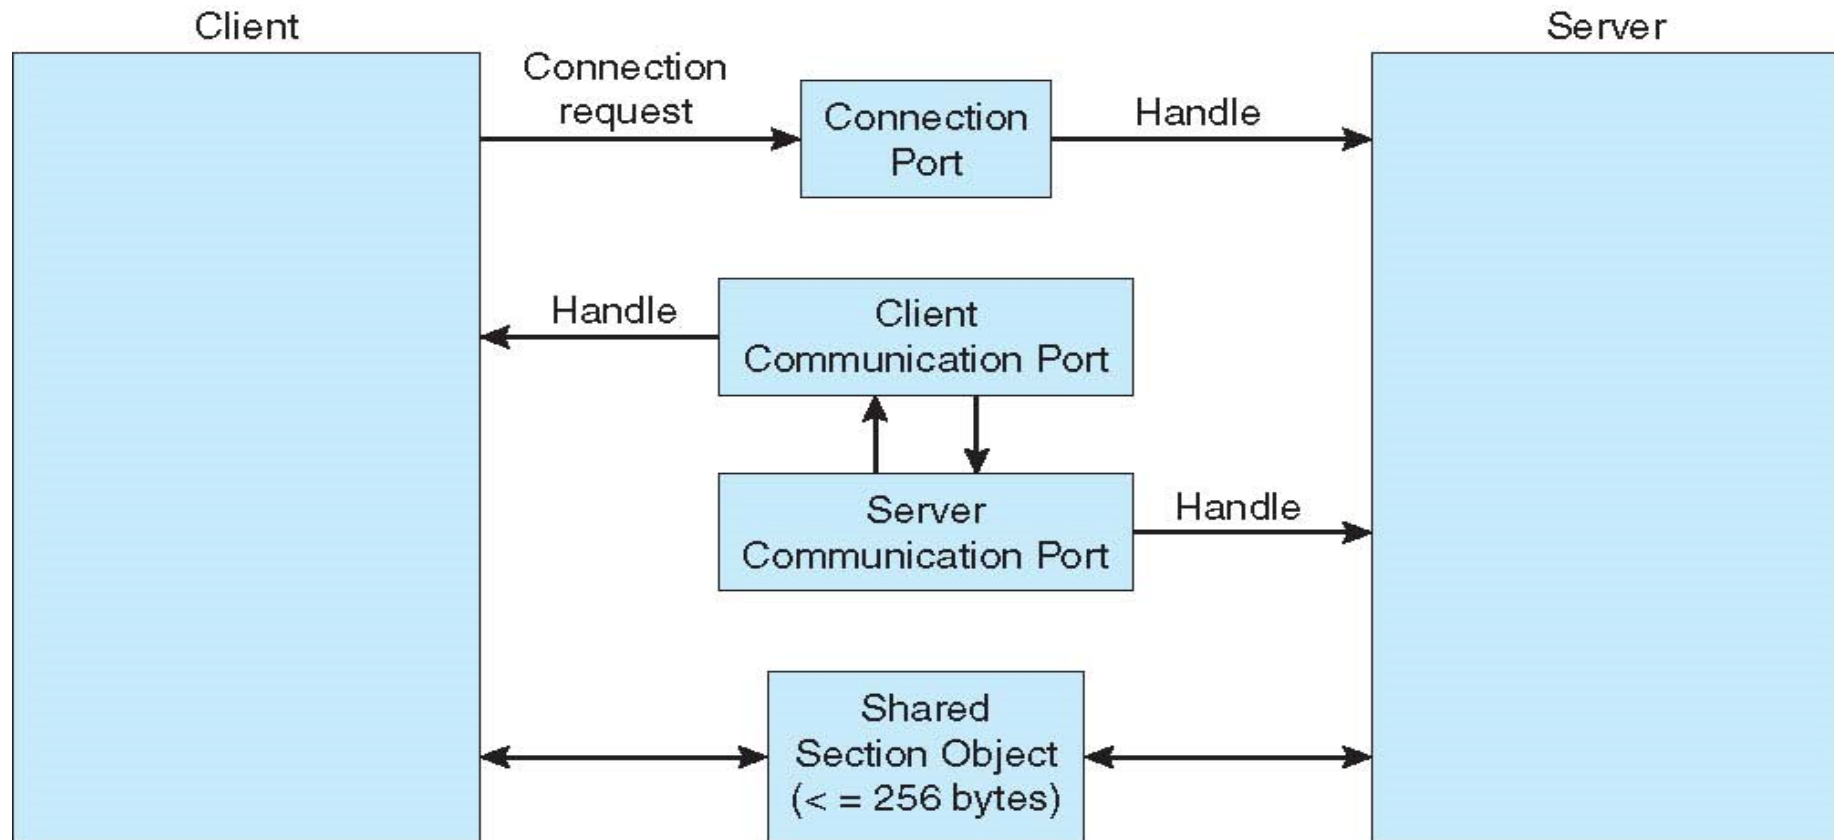 Client
Server
Connection
request
Connection
Port
Handle
Handle
Client
Communication Port
Server
Communication Port
Handle
Shared
Section Object
(< = 256 bytes)